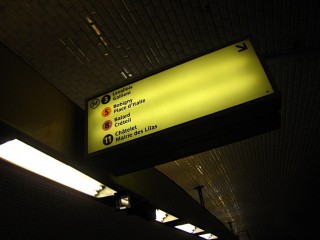 M 3 Levallois
Gallieni
5 Bobigny
Place d'Italie
8 Balard
Créteil
11 Châtelet
Mairie des Lilas